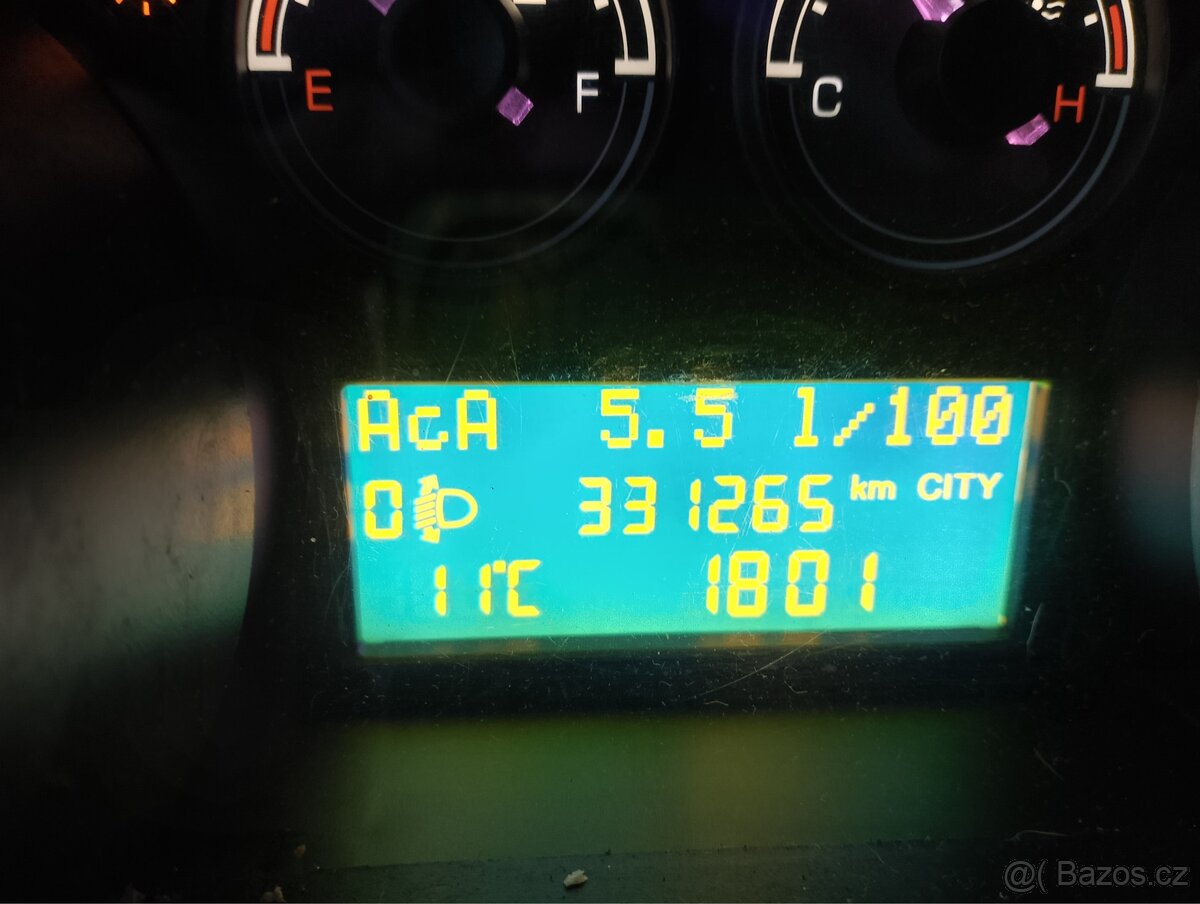 E F C H
AcA 5.5 l/100
0 331265 km CITY
11°C 1801
@( Bazos.cz